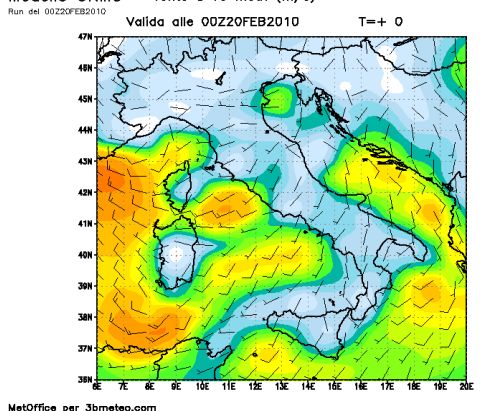 Run del 00Z20FEB2010
Valida alle 00Z20FEB2010 T=+ 0
47N
46N
45N
44N
43N
42N
41N
40N
39N
38N
37N
36N
6E 7E 8E 9E 10E 11E 12E 13E 14E 15E 16E 17E 18E 19E 20E
MetOffice per 3bmeteo.com